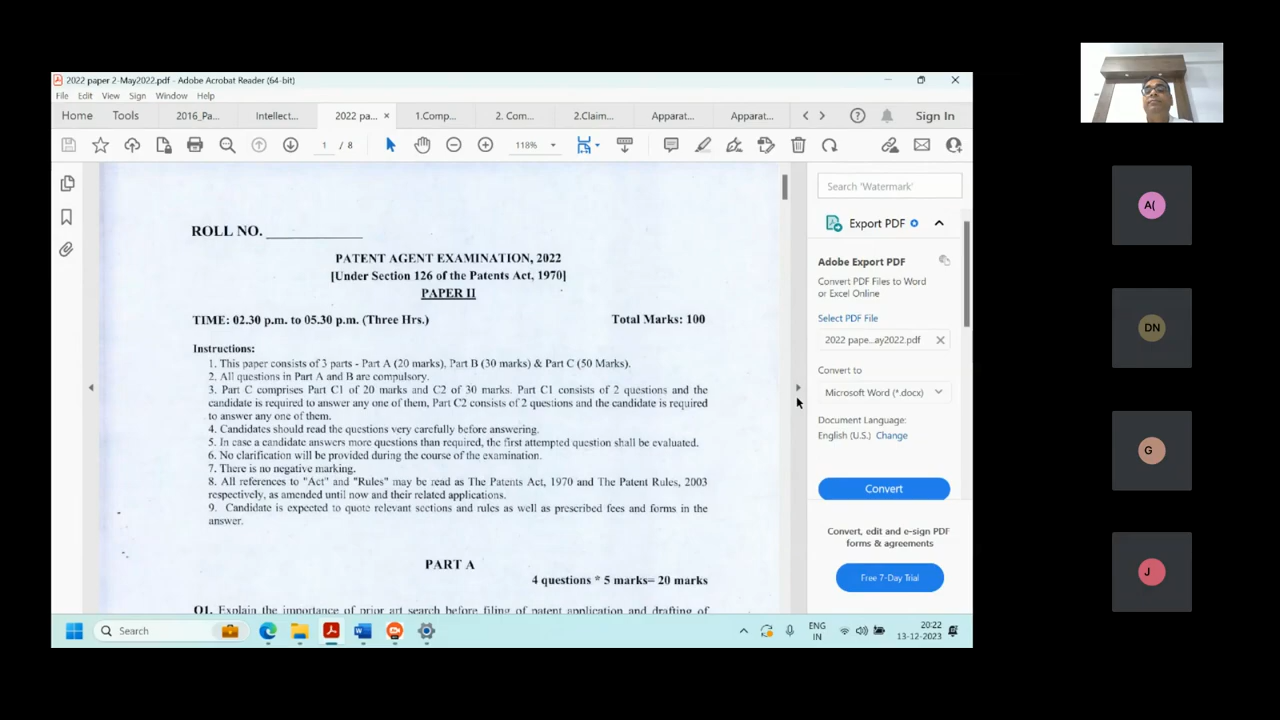 2022 paper 2-May2022.pdf - Adobe Acrobat Reader (64-bit)
File Edit View Sign Window Help
Home Tools 2016_Pa... Intellect... 2022 pa... × 1.Comp... 2. Com... 2.Claim... Apparat... Apparat... Sign In
1 / 8 118%
ROLL NO. ____________
PATENT AGENT EXAMINATION, 2022
[Under Section 126 of the Patents Act, 1970]
PAPER II
TIME: 02.30 p.m. to 05.30 p.m. (Three Hrs.) Total Marks: 100
Instructions:
1. This paper consists of 3 parts - Part A (20 marks), Part B (30 marks) & Part C (50 Marks).
2. All questions in Part A and B are compulsory.
3. Part C comprises Part C1 of 20 marks and C2 of 30 marks. Part C1 consists of 2 questions and the
candidate is required to answer any one of them, Part C2 consists of 2 questions and the candidate is required
to answer any one of them.
4. Candidates should read the questions very carefully before answering.
5. In case a candidate answers more questions than required, the first attempted question shall be evaluated.
6. No clarification will be provided during the course of the examination.
7. There is no negative marking.
8. All references to "Act" and "Rules" may be read as The Patents Act, 1970 and The Patent Rules, 2003
respectively, as amended until now and their related applications.
9. Candidate is expected to quote relevant sections and rules as well as prescribed fees and forms in the
answer.
PART A
4 questions * 5 marks= 20 marks
Q1. Explain the importance of prior art search before filing of patent application and drafting of
Search 'Watermark'
Export PDF
Adobe Export PDF
Convert PDF Files to Word
or Excel Online
Select PDF File
2022 pape...ay2022.pdf
Convert to
Microsoft Word (*.docx)
Document Language:
English (U.S.) Change
Convert
Convert, edit and e-sign PDF
forms & agreements
Free 7-Day Trial
Search
ENG
IN
20:22
13-12-2023
A(
DN
G
J